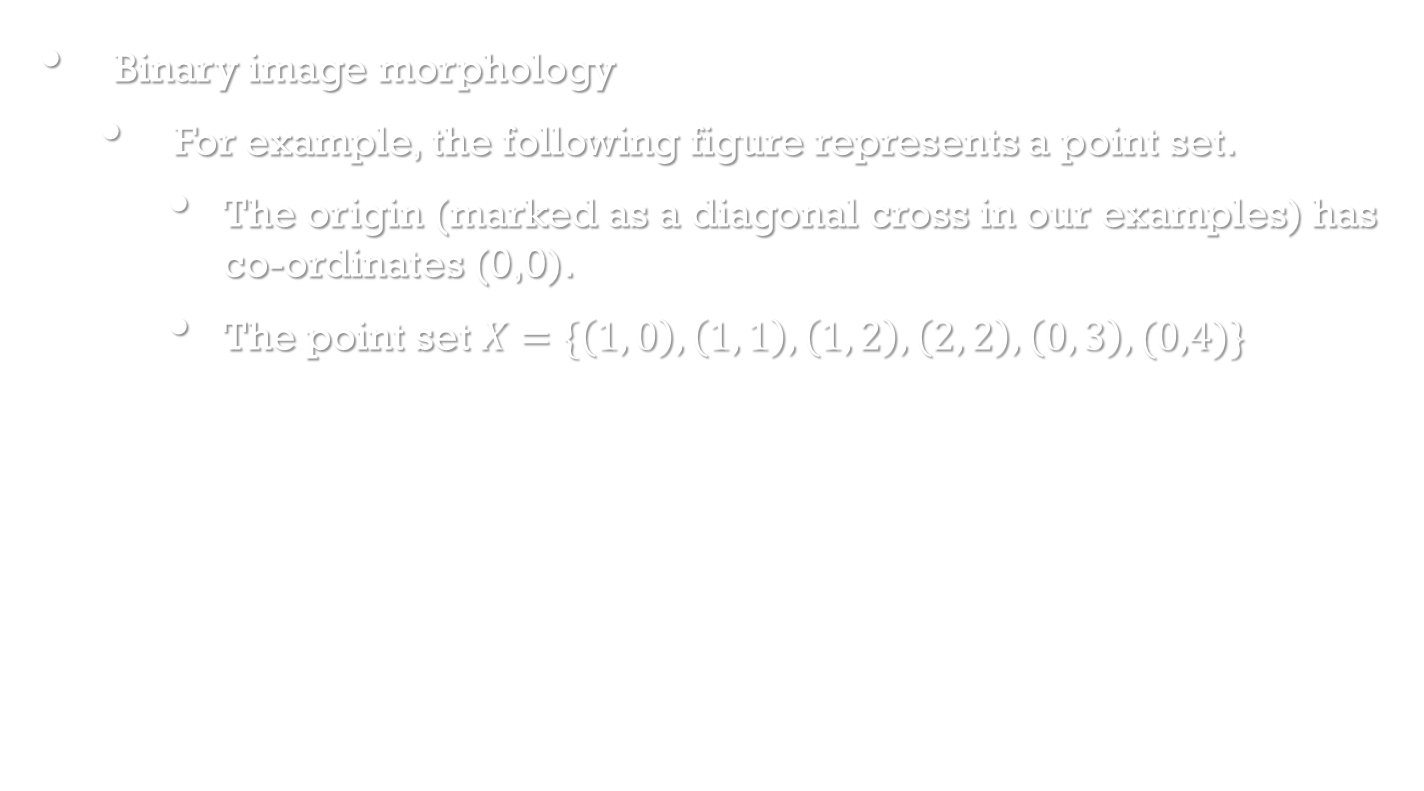 • Binary image morphology
• For example, the following figure represents a point set.
• The origin (marked as a diagonal cross in our examples) has
co-ordinates (0,0).
• The point set X = {(1, 0), (1, 1), (1, 2), (2, 2), (0, 3), (0,4)}